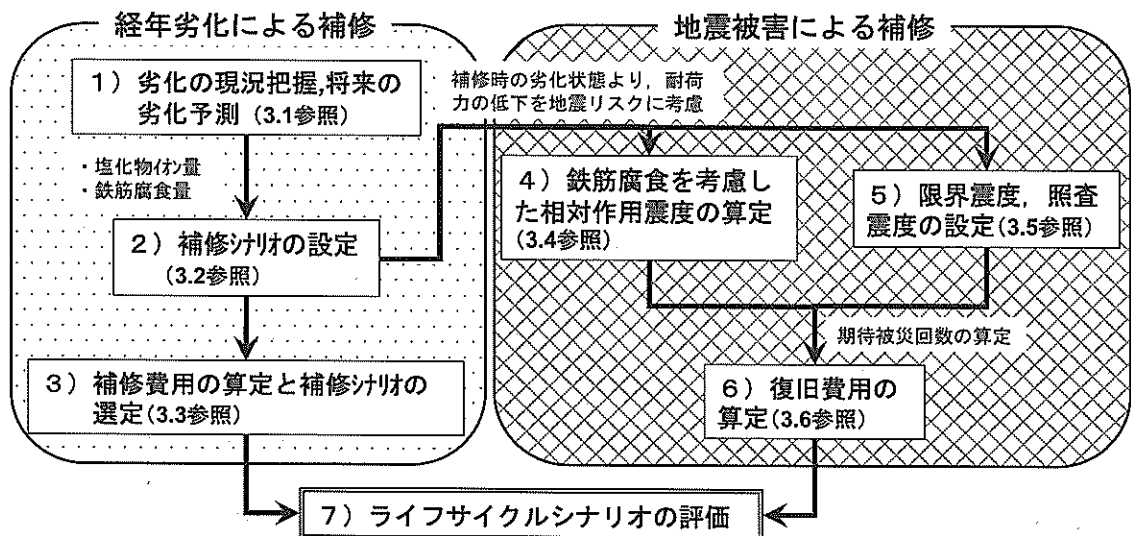 経年劣化による補修
地震被害による補修
1）劣化の現況把握,将来の
劣化予測（3.1参照）
補修時の劣化状態より，耐荷
力の低下を地震リスクに考慮
・塩化物ｲｵﾝ量
・鉄筋腐食量
2）補修ｼﾅﾘｵの設定
（3.2参照）
4）鉄筋腐食を考慮し
た相対作用震度の算定
（3.4参照）
5）限界震度，照査
震度の設定（3.5参照）
期待被災回数の算定
3）補修費用の算定と補修ｼﾅﾘｵの
選定（3.3参照）
6）復旧費用の
算定（3.6参照）
7）ライフサイクルシナリオの評価